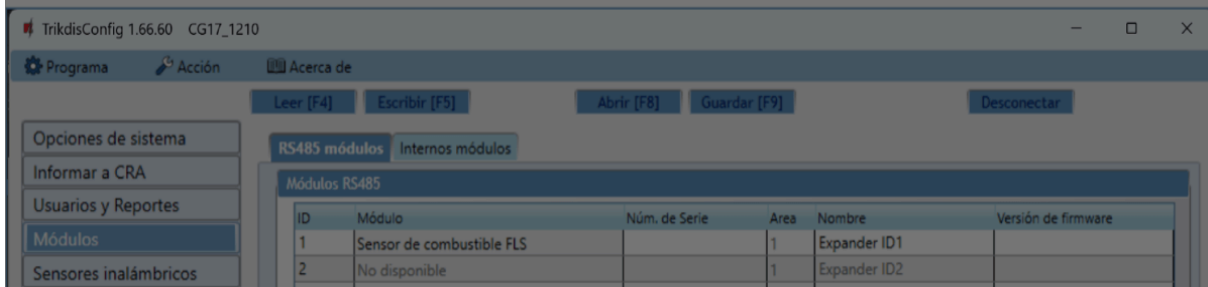 TrikdisConfig 1.66.60 CG17_1210
Programa Acción Acerca de
Leer [F4] Escribir [F5] Abrir [F8] Guardar [F9] Desconectar
Opciones de sistema
Informar a CRA
Usuarios y Reportes
Módulos
Sensores inalámbricos
RS485 módulos Internos módulos
Módulos RS485
ID Módulo Núm. de Serie Area Nombre Versión de firmware
1 Sensor de combustible FLS 1 Expander ID1
2 No disponible 1 Expander ID2